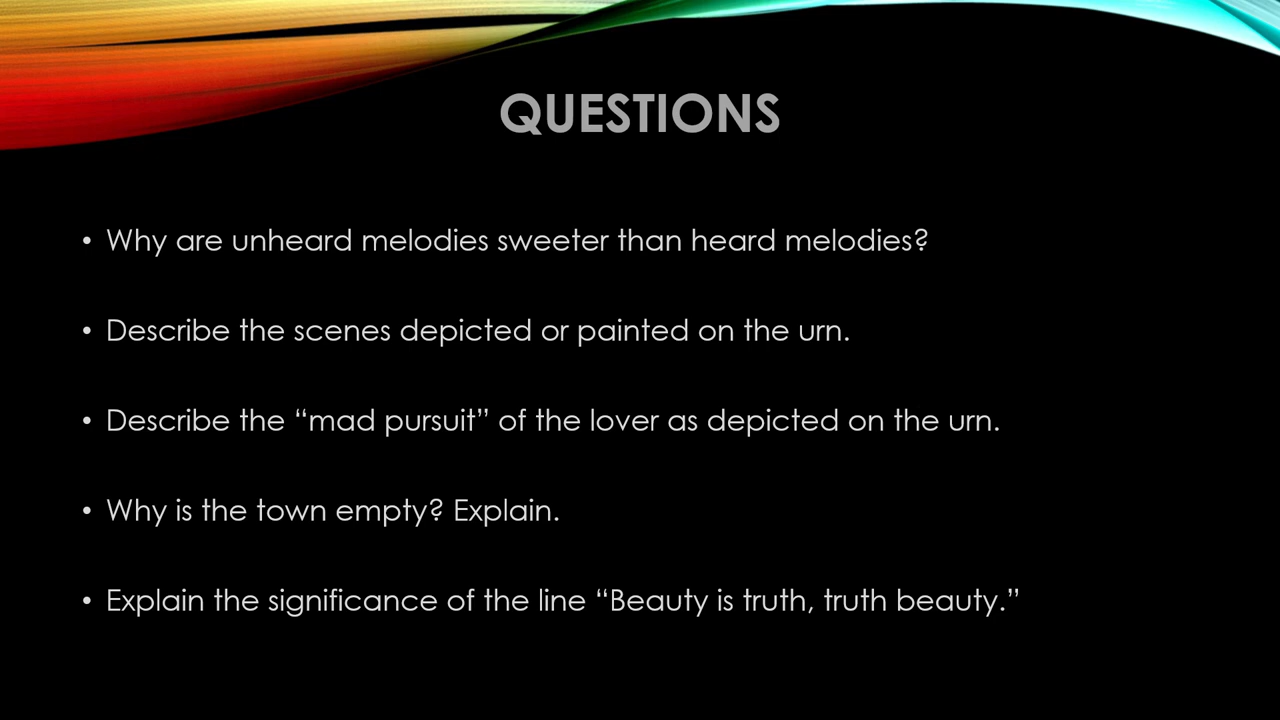 QUESTIONS
• Why are unheard melodies sweeter than heard melodies?
• Describe the scenes depicted or painted on the urn.
• Describe the “mad pursuit” of the lover as depicted on the urn.
• Why is the town empty? Explain.
• Explain the significance of the line “Beauty is truth, truth beauty.”